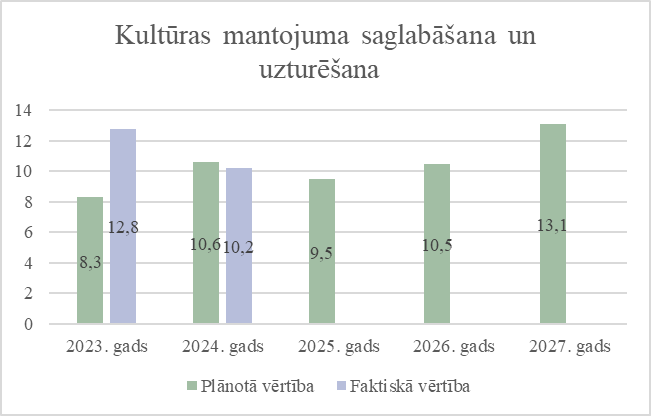 Kultūras mantojuma saglabāšana un
uzturēšana
14
12
10
8
6
4
2
0
8,3
12,8
10,6
10,2
9,5
10,5
13,1
2023. gads
2024. gads
2025. gads
2026. gads
2027. gads
Plānotā vērtība
Faktiskā vērtība